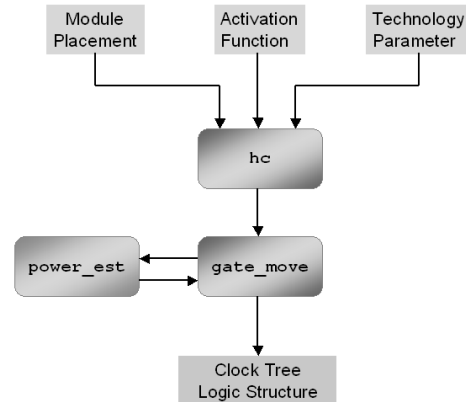 Module
Placement
Activation
Function
Technology
Parameter
hc
power_est
gate_move
Clock Tree
Logic Structure